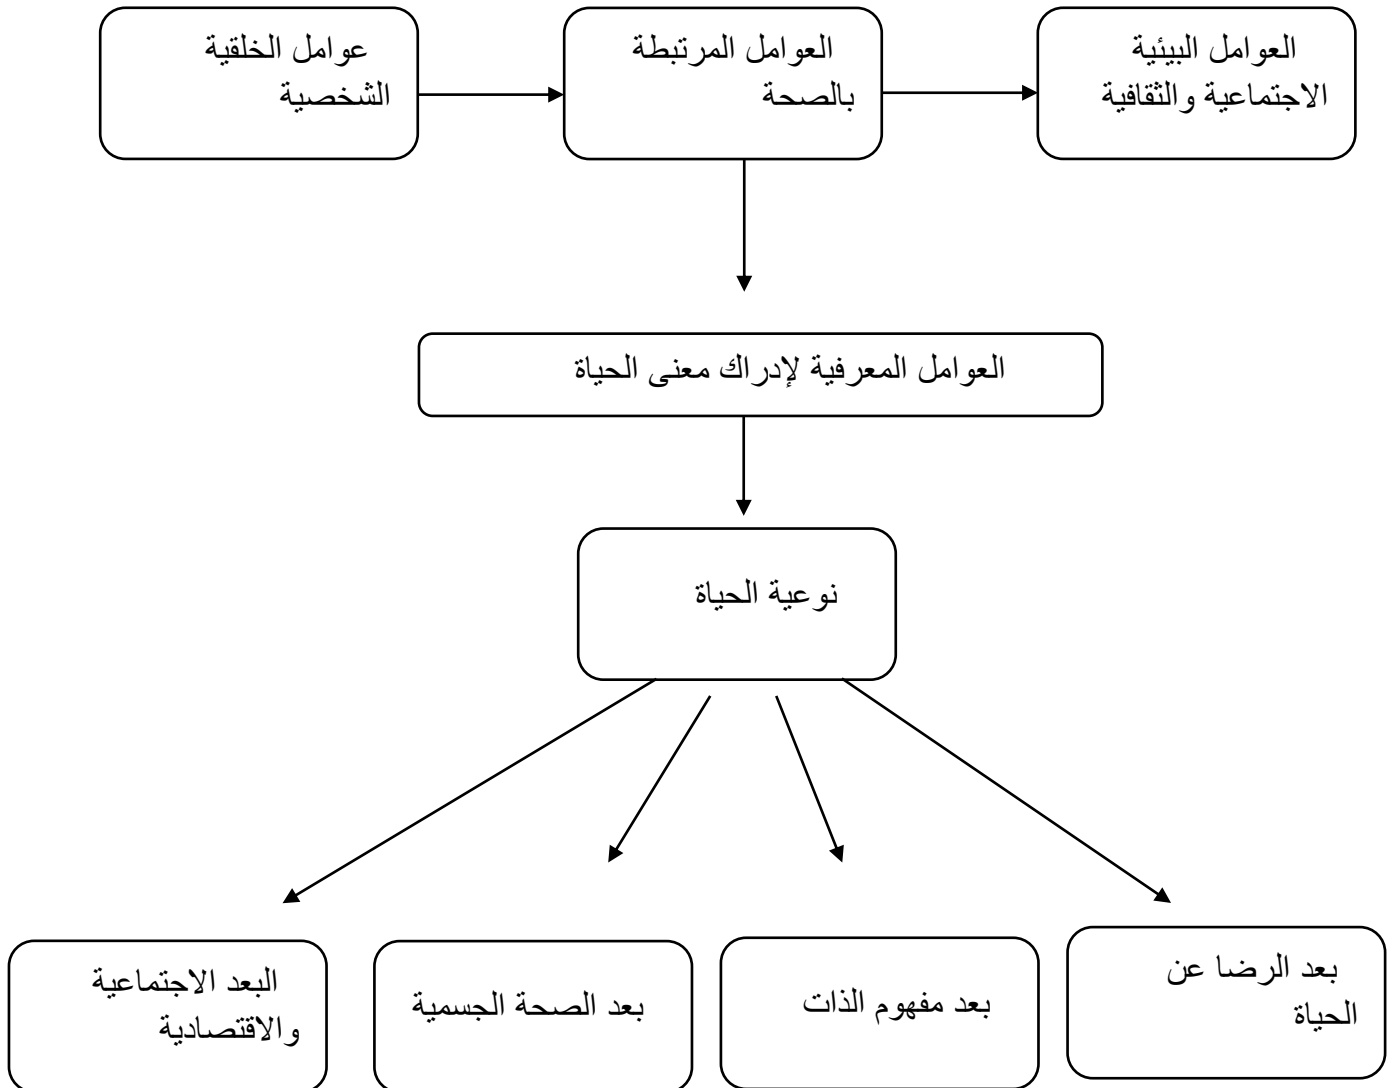 العوامل البيئية
الاجتماعية والثقافية
العوامل المرتبطة
بالصحة
عوامل الخلقية
الشخصية
العوامل المعرفية لإدراك معنى الحياة
نوعية الحياة
بعد الرضا عن
الحياة
بعد مفهوم الذات
بعد الصحة الجسمية
البعد الاجتماعية
والاقتصادية